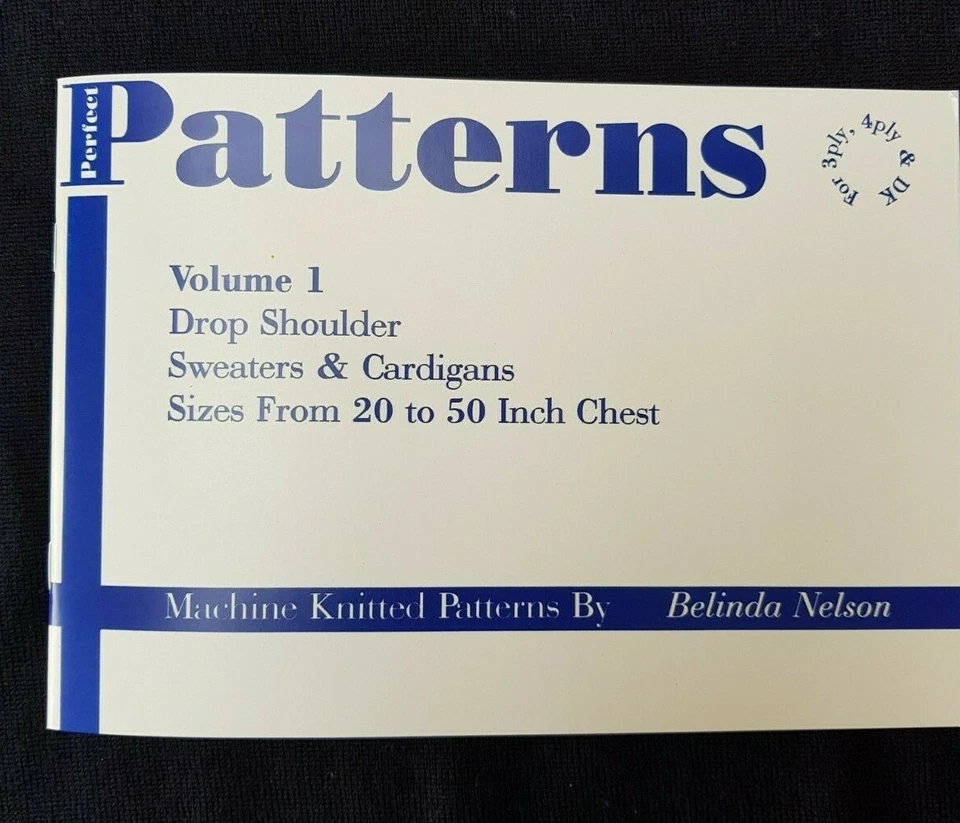 Perfect
Patterns
For 3ply, 4ply & DK
Volume 1
Drop Shoulder
Sweaters & Cardigans
Sizes From 20 to 50 Inch Chest
Machine Knitted Patterns By Belinda Nelson